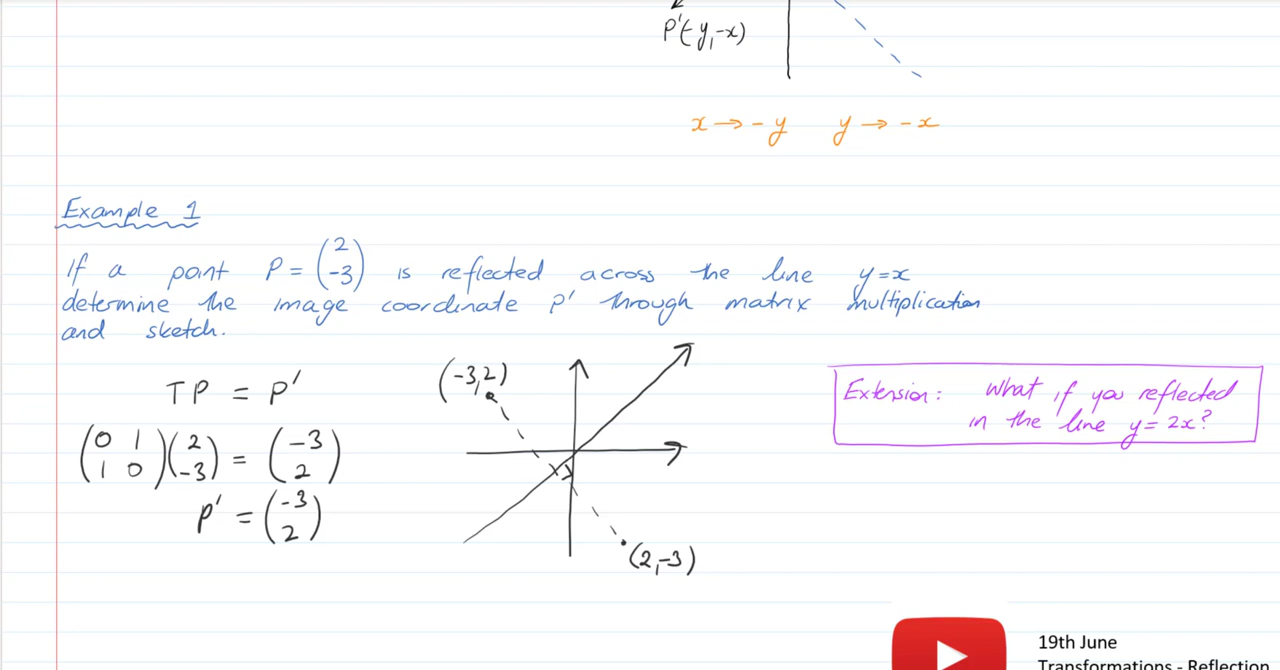 P'(-y,-x)
x → -y   y → -x
Example 1
If a point P = (2 -3) is reflected across the line y=x
determine the image coordinate P' through matrix multiplication
and sketch.
TP = P'
(0 1 1 0)(2 -3) = (-3 2)
P' = (-3 2)
(-3,2)
(2,-3)
Extension: What if you reflected
in the line y=2x?
19th June
Transformations - Reflection